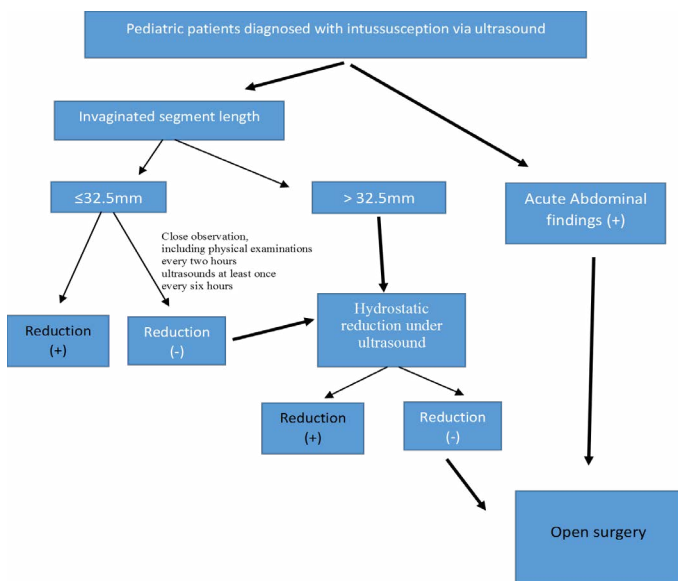 Pediatric patients diagnosed with intussusception via ultrasound
Invaginated segment length
≤32.5mm
> 32.5mm
Acute Abdominal
findings (+)
Close observation,
including physical examinations
every two hours
ultrasounds at least once
every six hours
Reduction
(+)
Reduction
(-)
Hydrostatic
reduction under
ultrasound
Reduction
(+)
Reduction
(-)
Open surgery